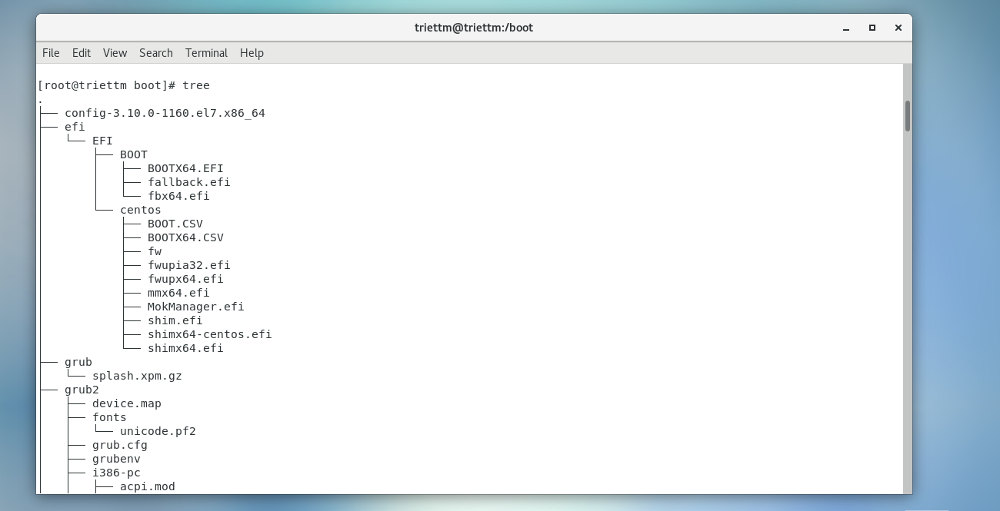 triettm@triettm:/boot
File Edit View Search Terminal Help
[root@triettm boot]# tree
.
├── config-3.10.0-1160.el7.x86_64
├── efi
│   └── EFI
│       ├── BOOT
│       │   ├── BOOTX64.EFI
│       │   ├── fallback.efi
│       │   └── fbx64.efi
│       └── centos
│           ├── BOOT.CSV
│           ├── BOOTX64.CSV
│           ├── fw
│           ├── fwupia32.efi
│           ├── fwupx64.efi
│           ├── mmx64.efi
│           ├── MokManager.efi
│           ├── shim.efi
│           ├── shimx64-centos.efi
│           └── shimx64.efi
├── grub
│   └── splash.xpm.gz
├── grub2
│   ├── device.map
│   ├── fonts
│   │   └── unicode.pf2
│   ├── grub.cfg
│   ├── grubenv
│   ├── i386-pc
│   │   ├── acpi.mod